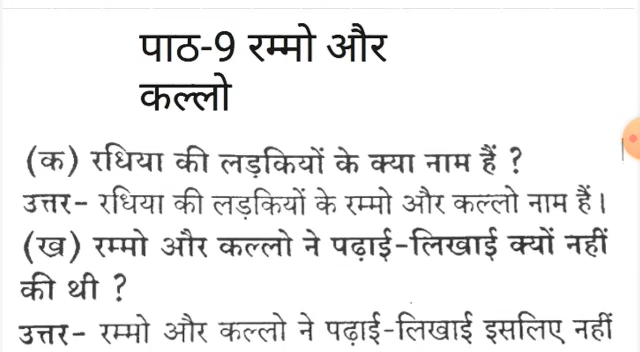 पाठ-9 रम्मो और
कल्लो
(क) रधिया की लड़कियों के क्या नाम हैं ?
उत्तर- रधिया की लड़कियों के रम्मो और कल्लो नाम हैं।
(ख) रम्मो और कल्लो ने पढ़ाई-लिखाई क्यों नहीं
की थी ?
उत्तर- रम्मो और कल्लो ने पढ़ाई-लिखाई इसलिए नहीं